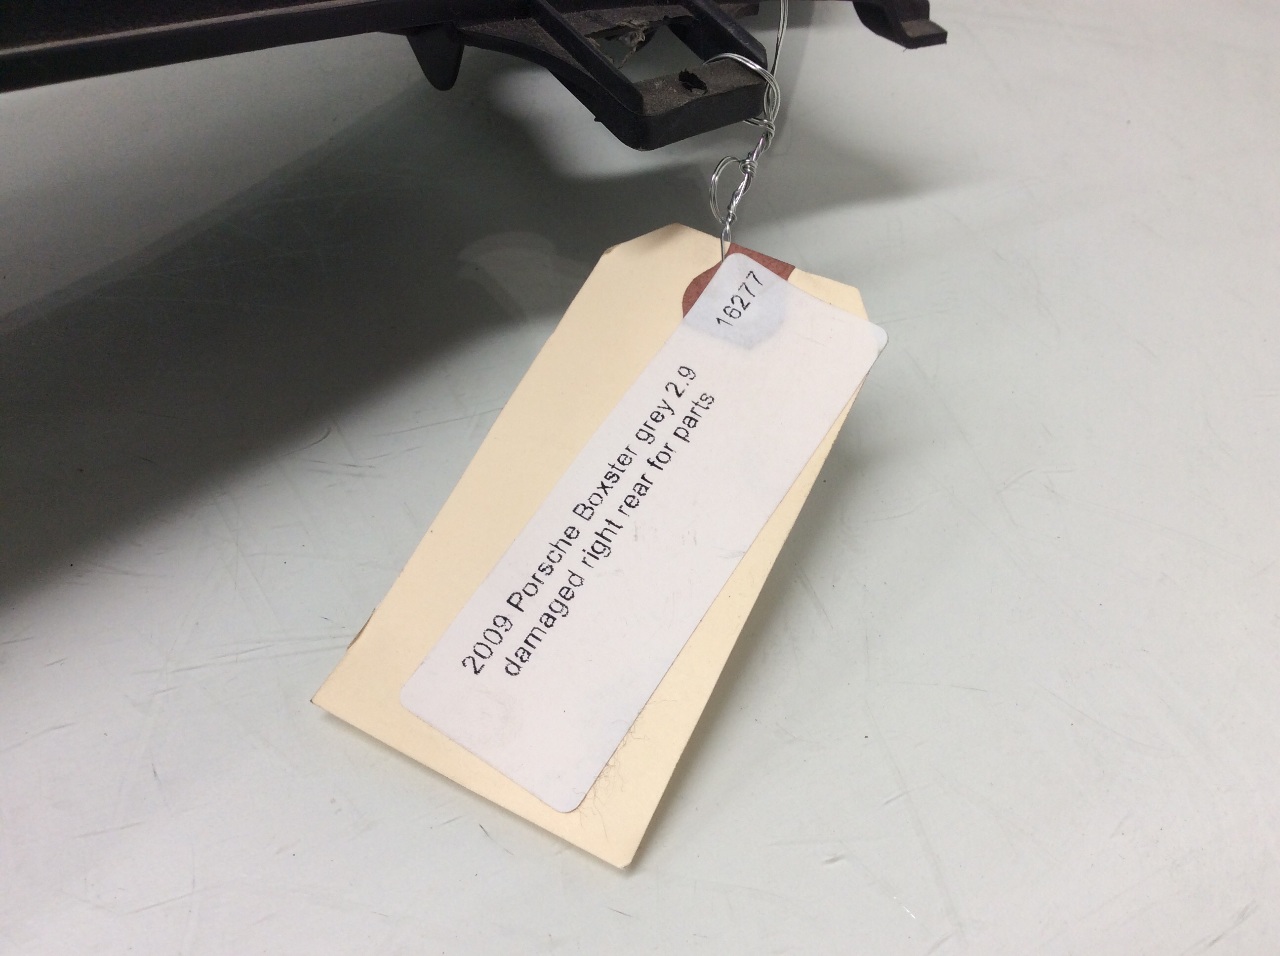 16277
2009 Porsche Boxster grey 2.9
damaged right rear for parts